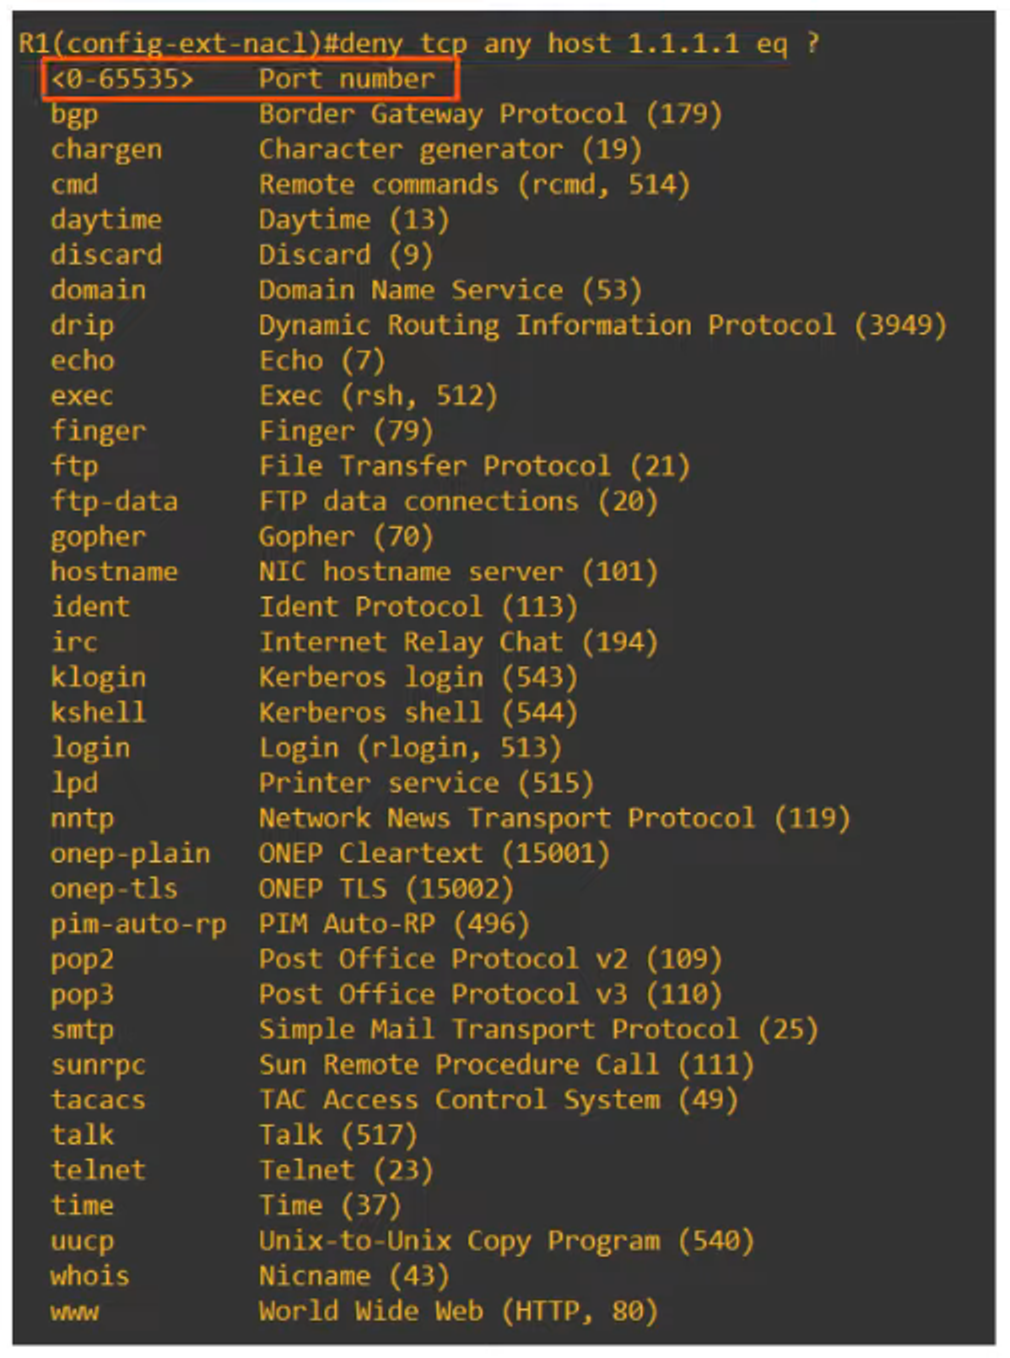 R1(config-ext-nacl)#deny tcp any host 1.1.1.1 eq ?
<0-65535> Port number
bgp Border Gateway Protocol (179)
chargen Character generator (19)
cmd Remote commands (rcmd, 514)
daytime Daytime (13)
discard Discard (9)
domain Domain Name Service (53)
drip Dynamic Routing Information Protocol (3949)
echo Echo (7)
exec Exec (rsh, 512)
finger Finger (79)
ftp File Transfer Protocol (21)
ftp-data FTP data connections (20)
gopher Gopher (70)
hostname NIC hostname server (101)
ident Ident Protocol (113)
irc Internet Relay Chat (194)
klogin Kerberos login (543)
kshell Kerberos shell (544)
login Login (rlogin, 513)
lpd Printer service (515)
nntp Network News Transport Protocol (119)
onep-plain ONEP Cleartext (15001)
onep-tls ONEP TLS (15002)
pim-auto-rp PIM Auto-RP (496)
pop2 Post Office Protocol v2 (109)
pop3 Post Office Protocol v3 (110)
smtp Simple Mail Transport Protocol (25)
sunrpc Sun Remote Procedure Call (111)
tacacs TAC Access Control System (49)
talk Talk (517)
telnet Telnet (23)
time Time (37)
uucp Unix-to-Unix Copy Program (540)
whois Nicname (43)
www World Wide Web (HTTP, 80)